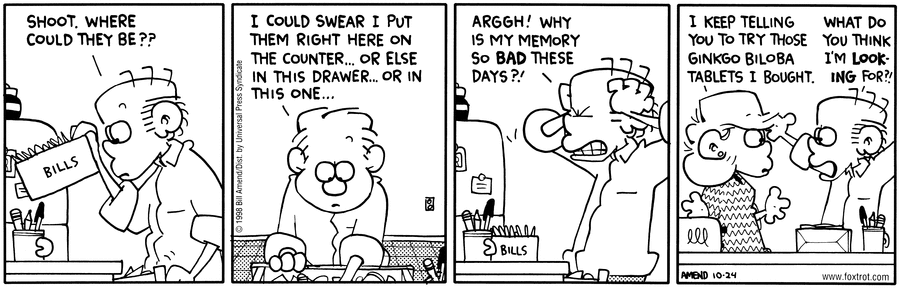 SHOOT. WHERE
COULD THEY BE??
BILLS
I COULD SWEAR I PUT
THEM RIGHT HERE ON
THE COUNTER... OR ELSE
IN THIS DRAWER... OR IN
THIS ONE...
© 1998 Bill Amend/Dist. by Universal Press Syndicate
ARGGH! WHY
IS MY MEMORY
SO BAD THESE
DAYS?!
BILLS
I KEEP TELLING
YOU TO TRY THOSE
GINKGO BILOBA
TABLETS I BOUGHT.
WHAT DO
YOU THINK
I'M LOOK-
ING FOR?!
AMEND 10-24
www.foxtrot.com